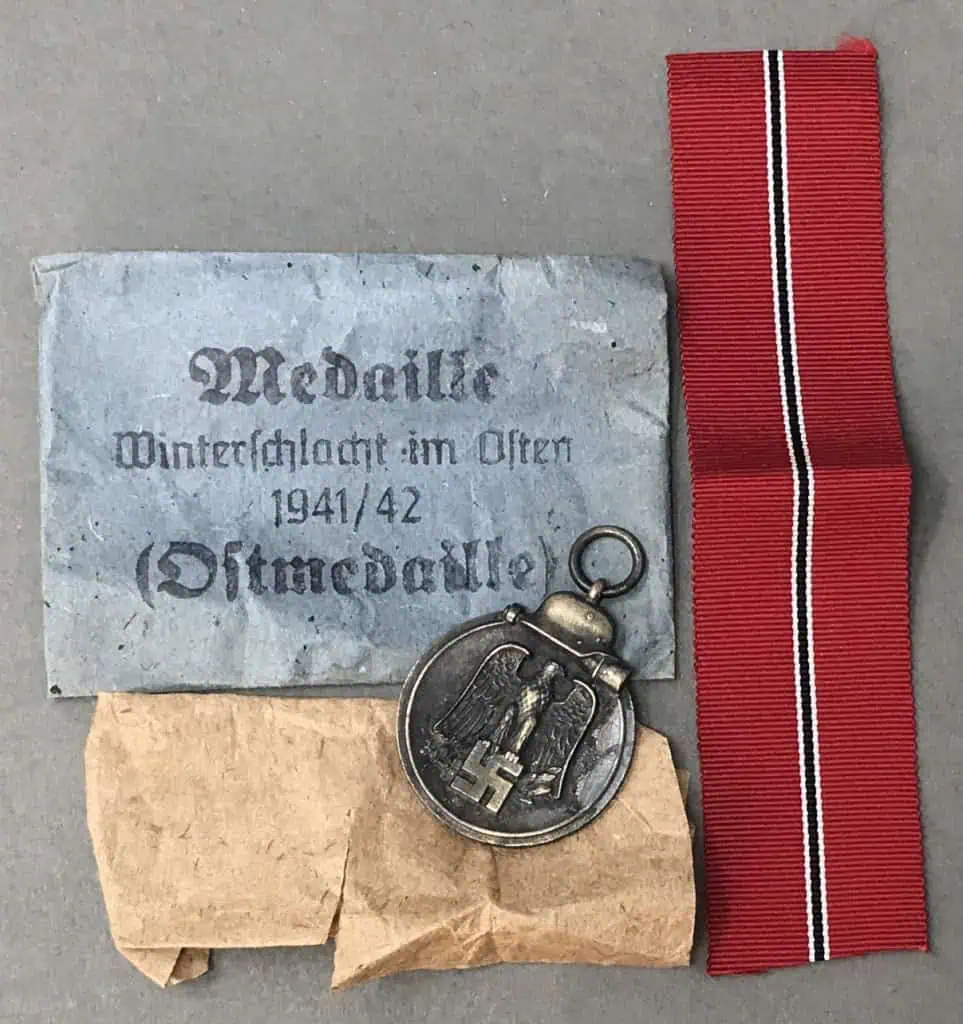 Medaille
Winterschlacht im Osten
1941/42
(Ostmedaille)